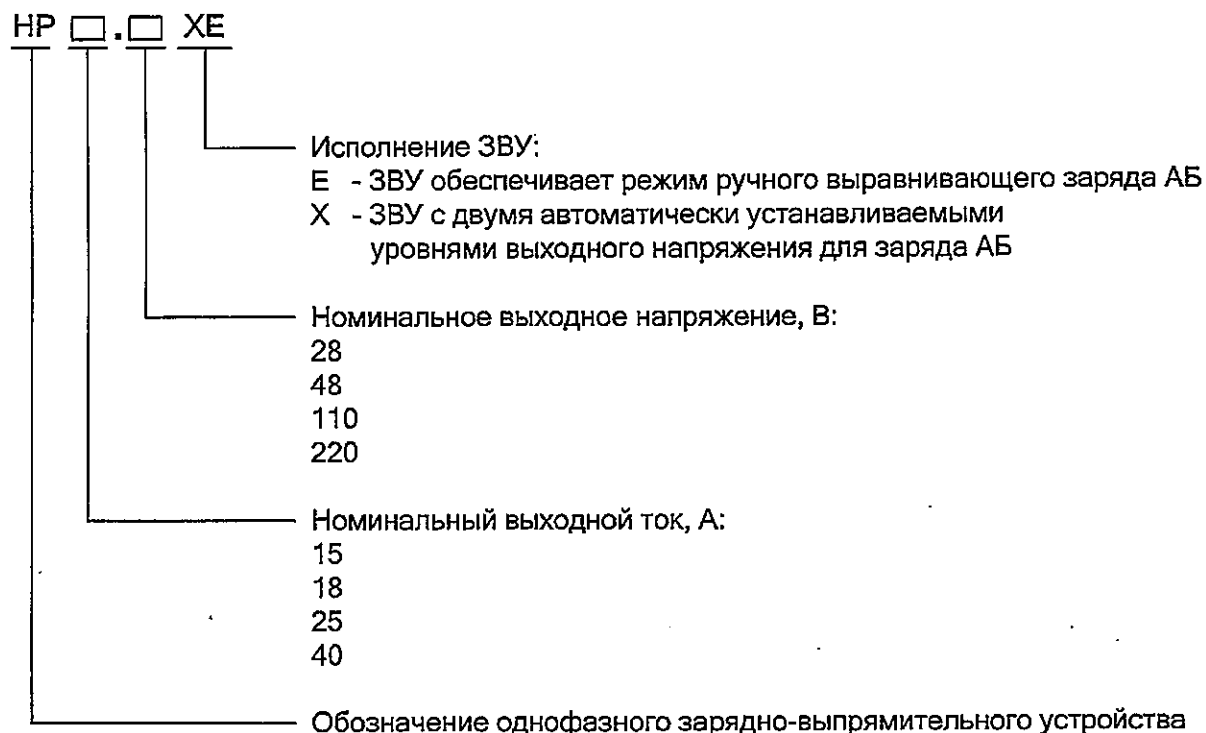 HP □.□ XE
Исполнение ЗВУ:
E - ЗВУ обеспечивает режим ручного выравнивающего заряда АБ
X - ЗВУ с двумя автоматически устанавливаемыми
уровнями выходного напряжения для заряда АБ
Номинальное выходное напряжение, В:
28
48
110
220
Номинальный выходной ток, А:
15
18
25
40
Обозначение однофазного зарядно-выпрямительного устройства